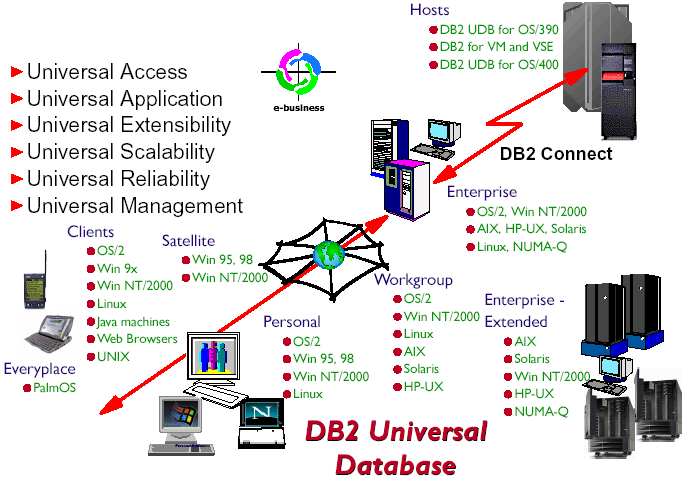 Hosts
DB2 UDB for OS/390
DB2 for VM and VSE
DB2 UDB for OS/400
Universal Access
Universal Application
Universal Extensibility
Universal Scalability
Universal Reliability
Universal Management
e-business
DB2 Connect
Enterprise
OS/2, Win NT/2000
AIX, HP-UX, Solaris
Linux, NUMA-Q
Clients
OS/2
Win 9x
Win NT/2000
Linux
Java machines
Web Browsers
UNIX
Satellite
Win 95, 98
Win NT/2000
Everyplace
PalmOS
Personal
OS/2
Win 95, 98
Win NT/2000
Linux
Workgroup
OS/2
Win NT/2000
Linux
AIX
Solaris
HP-UX
Enterprise -
Extended
AIX
Solaris
Win NT/2000
HP-UX
NUMA-Q
N
DB2 Universal
Database